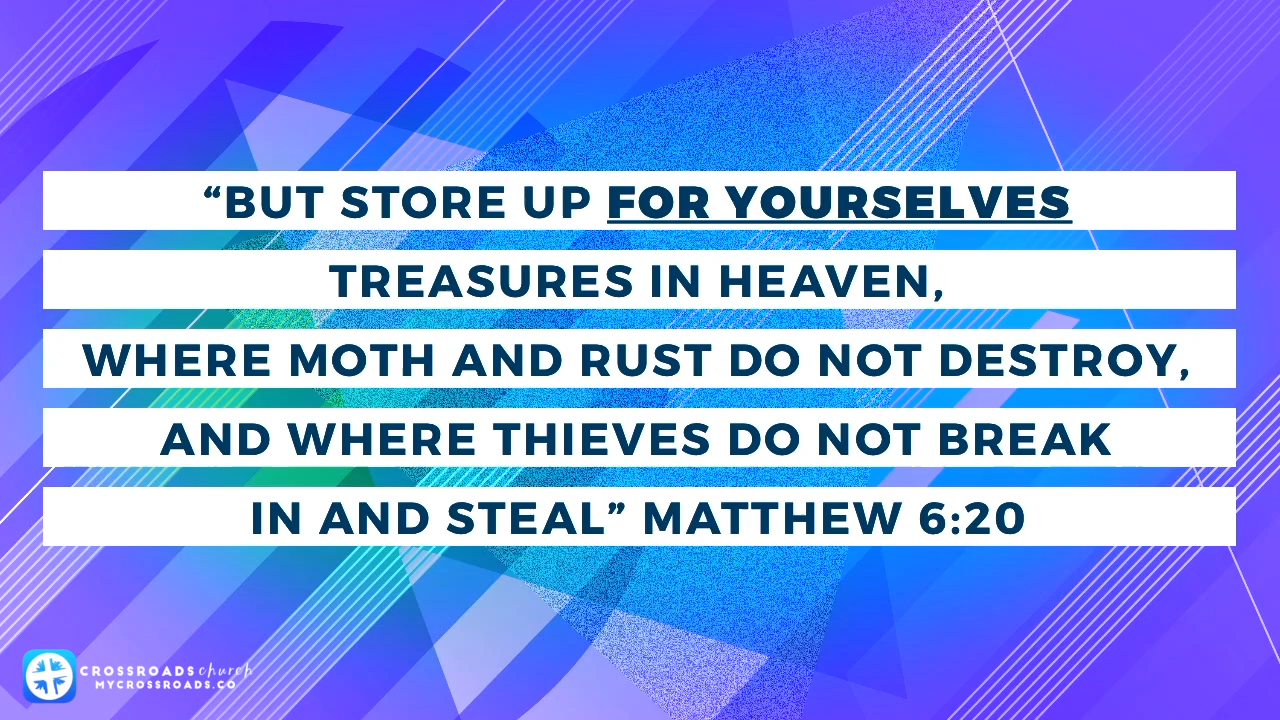 “BUT STORE UP FOR YOURSELVES
TREASURES IN HEAVEN,
WHERE MOTH AND RUST DO NOT DESTROY,
AND WHERE THIEVES DO NOT BREAK
IN AND STEAL” MATTHEW 6:20
CROSSROADS church
MYCROSSROADS.CO